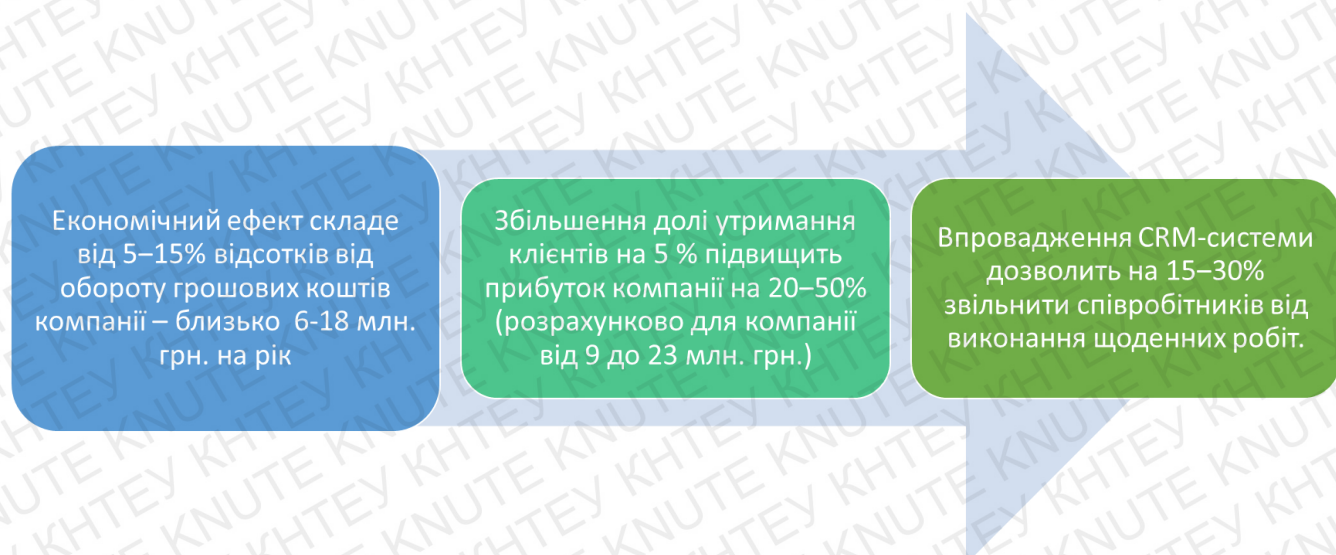 Економічний ефект складе
від 5–15% відсотків від
обороту грошових коштів
компанії – близько  6-18 млн.
грн. на рік
Збільшення долі утримання
клієнтів на 5 % підвищить
прибуток компанії на 20–50%
(розрахунково для компанії
від 9 до 23 млн. грн.)
Впровадження CRM-системи
дозволить на 15–30%
звільнити співробітників від
виконання щоденних робіт.